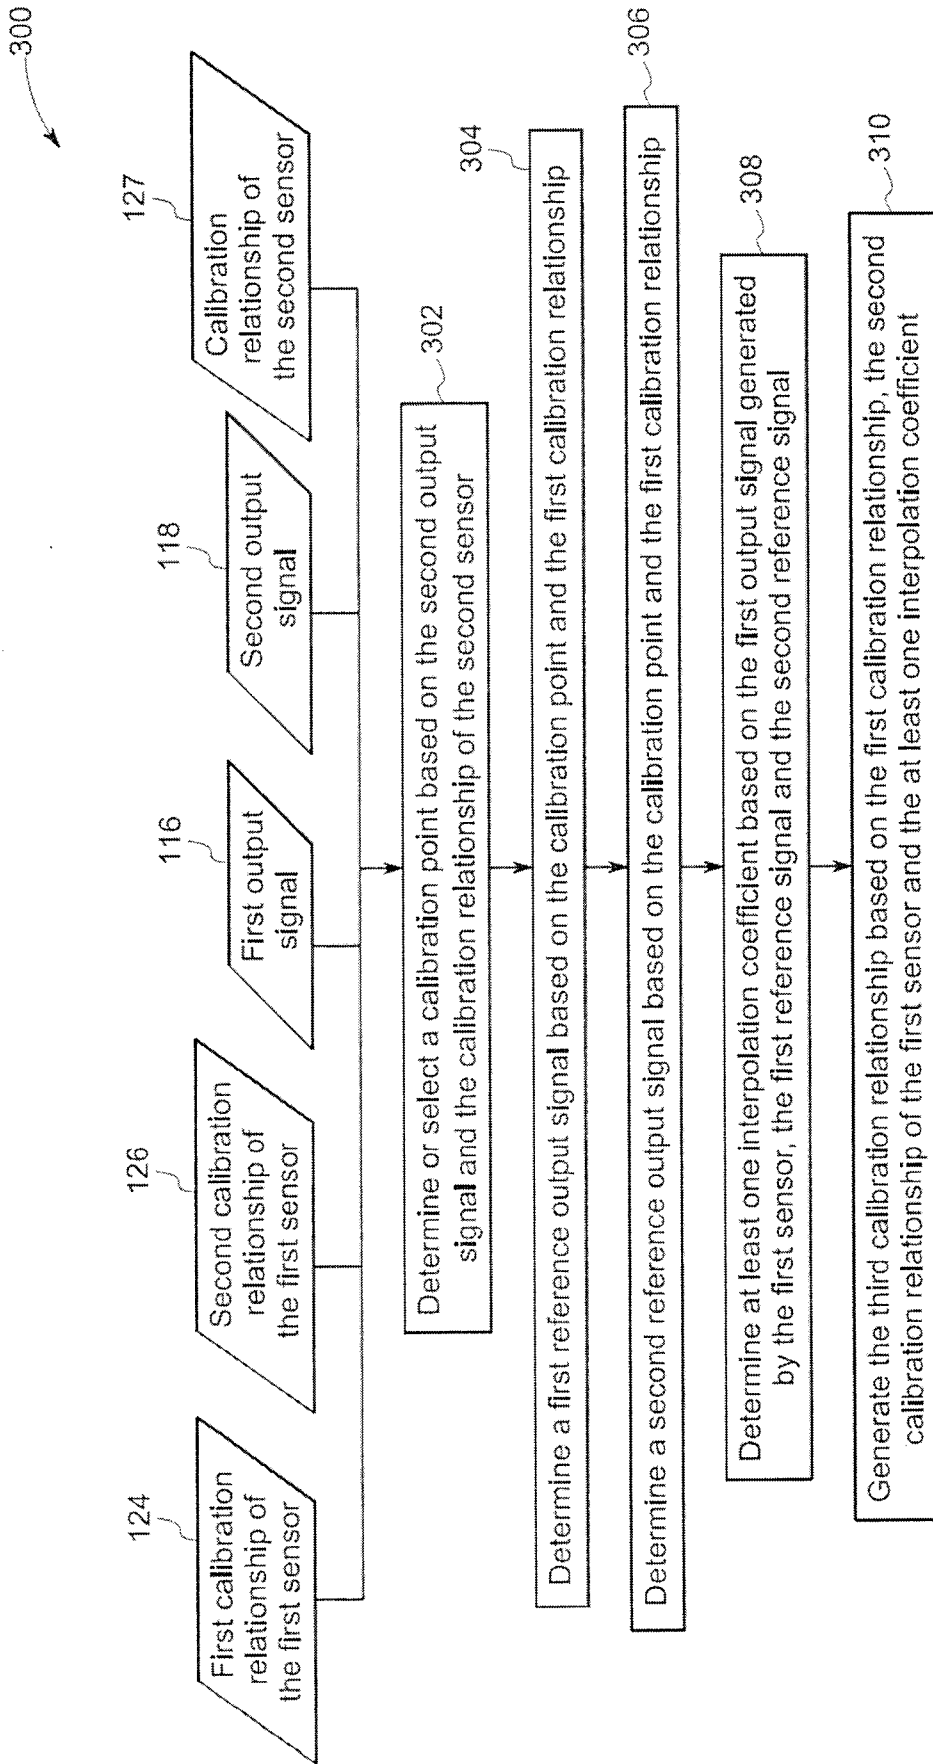 300
124
First calibration
relationship of
the first sensor
126
Second calibration
relationship of
the first sensor
116
First output
signal
118
Second output
signal
127
Calibration
relationship of
the second sensor
302
Determine or select a calibration point based on the second output
signal and the calibration relationship of the second sensor
304
Determine a first reference output signal based on the calibration point and the first calibration relationship
306
Determine a second reference output signal based on the calibration point and the first calibration relationship
308
Determine at least one interpolation coefficient based on the first output signal generated
by the first sensor, the first reference signal and the second reference signal
310
Generate the third calibration relationship based on the first calibration relationship, the second
calibration relationship of the first sensor and the at least one interpolation coefficient